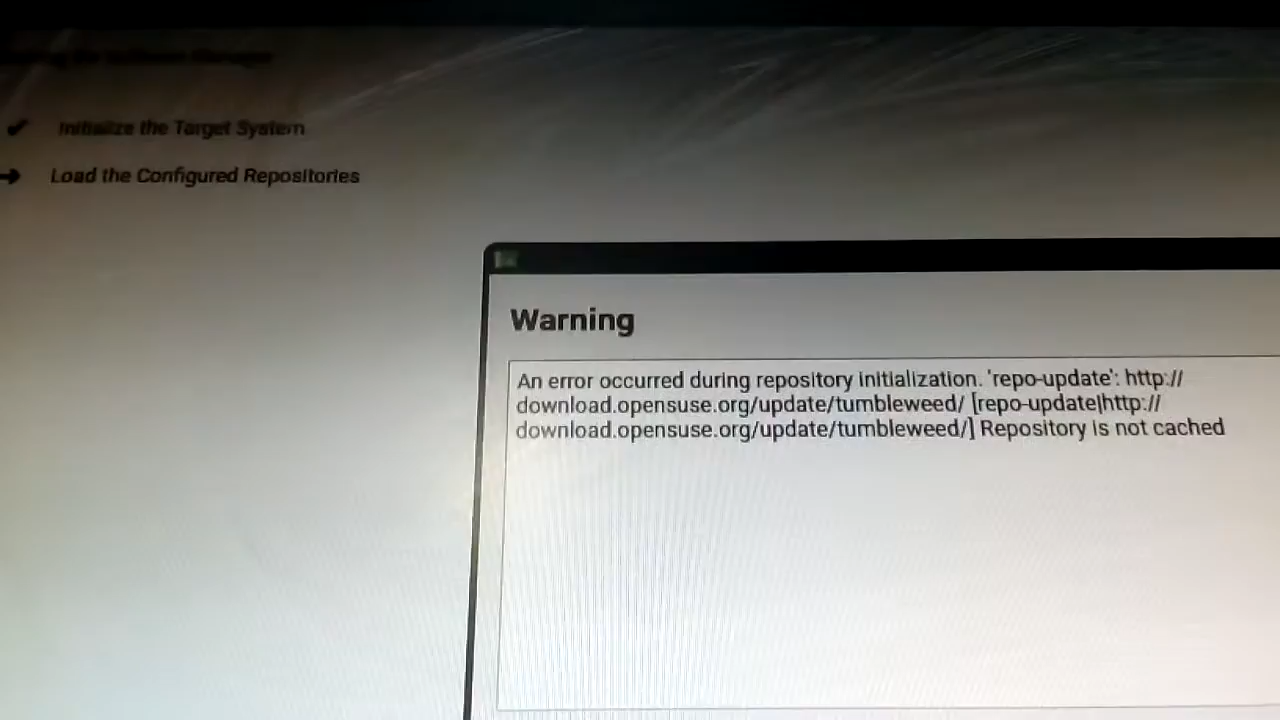 Initialize the Target System
Load the Configured Repositories
Warning
An error occurred during repository initialization. 'repo-update': http://
download.opensuse.org/update/tumbleweed/ [repo-update|http://
download.opensuse.org/update/tumbleweed/] Repository is not cached